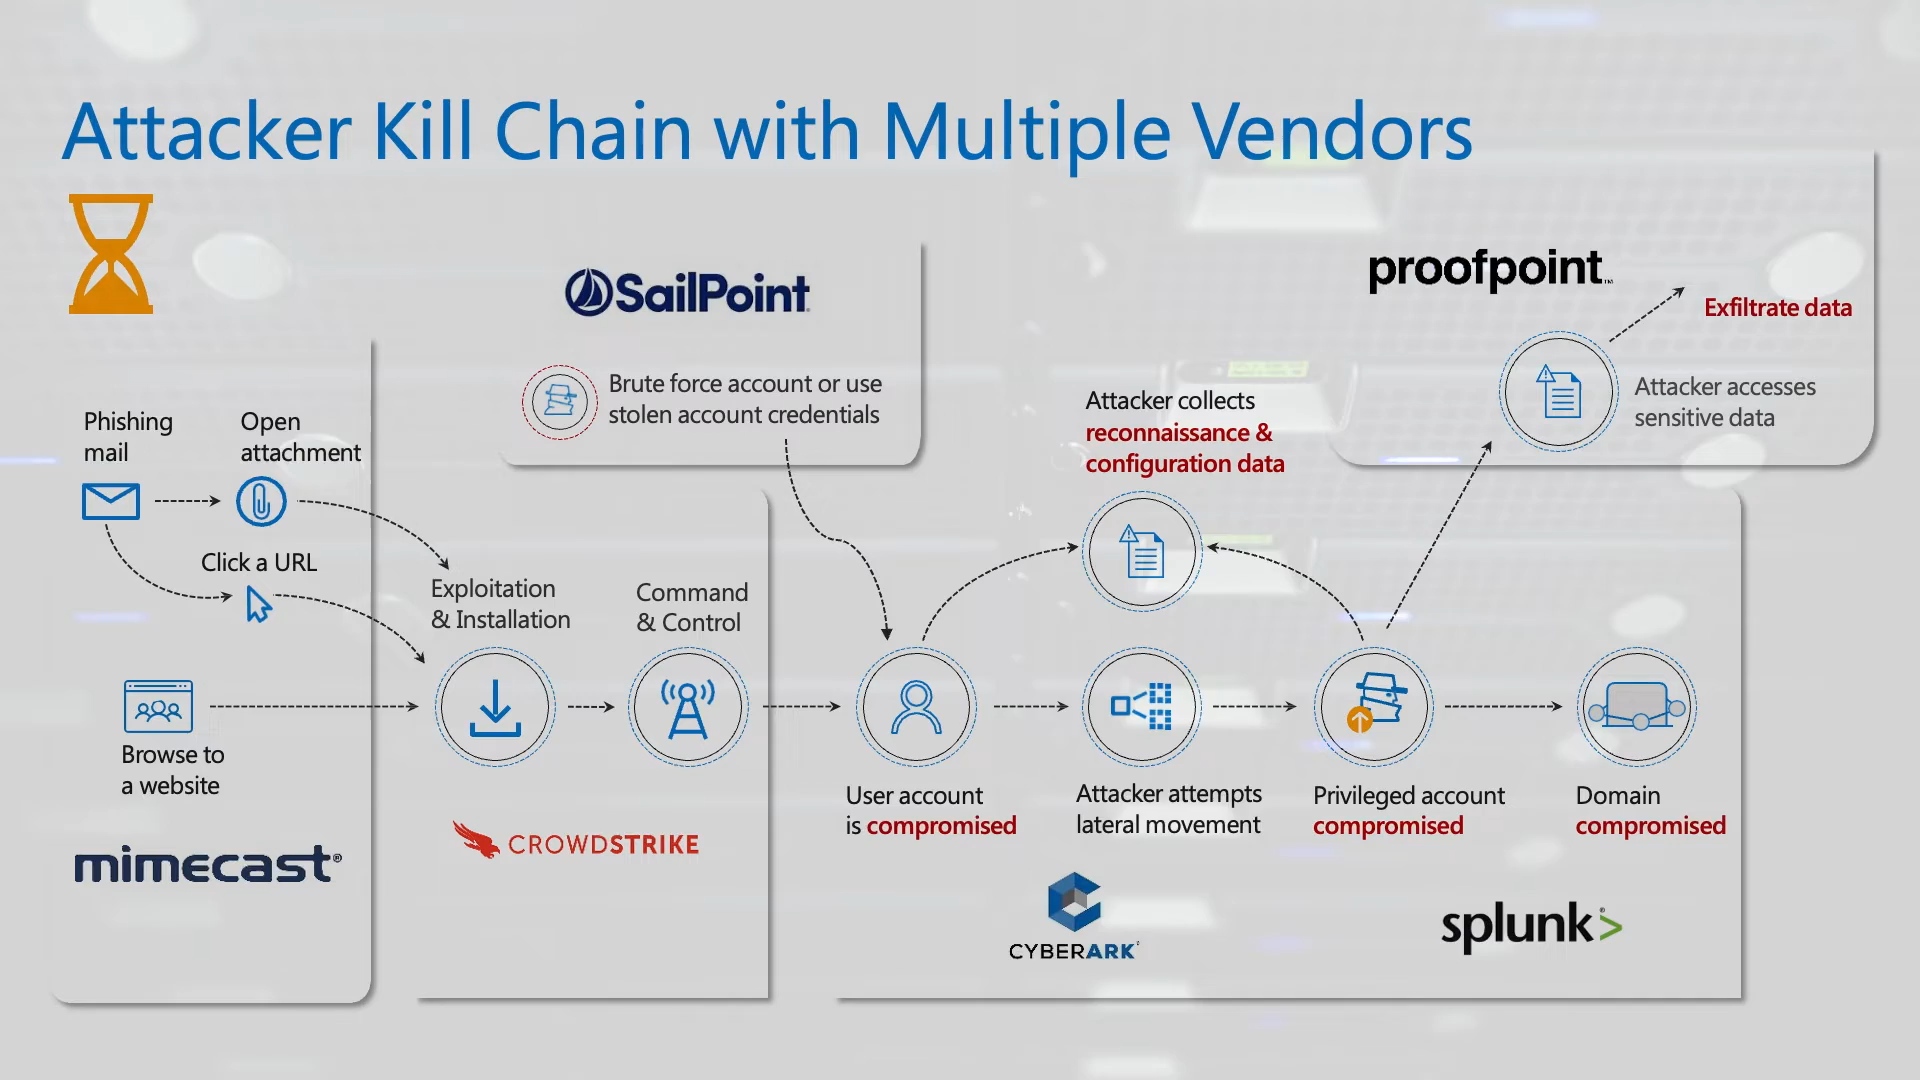 Attacker Kill Chain with Multiple Vendors
SailPoint
Brute force account or use
stolen account credentials
proofpoint™
Exfiltrate data
Attacker accesses
sensitive data
Attacker collects
reconnaissance &
configuration data
Phishing
mail
Open
attachment
Click a URL
Browse to
a website
mimecast®
Exploitation
& Installation
Command
& Control
CROWDSTRIKE
User account
is compromised
Attacker attempts
lateral movement
Privileged account
compromised
Domain
compromised
CYBERARK
splunk>®